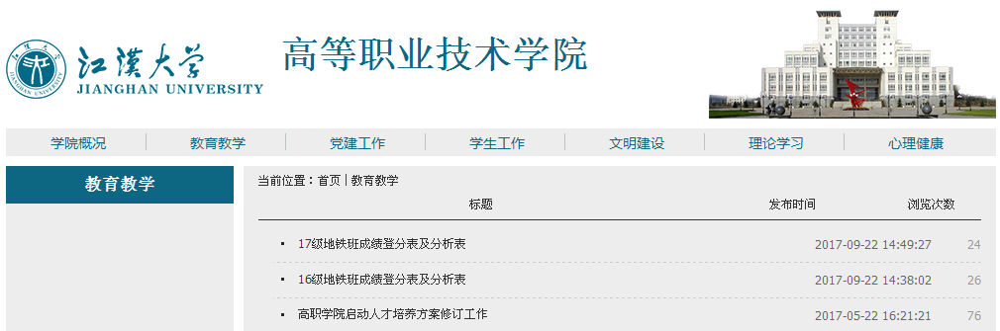 江漢大学
JIANGHAN UNIVERSITY
高等职业技术学院
学院概况 教育教学 党建工作 学生工作 文明建设 理论学习 心理健康
教育教学
当前位置：首页 | 教育教学
标题 发布时间 浏览次数
17级地铁班成绩登分表及分析表 2017-09-22 14:49:27 24
16级地铁班成绩登分表及分析表 2017-09-22 14:38:02 26
高职学院启动人才培养方案修订工作 2017-05-22 16:21:21 76